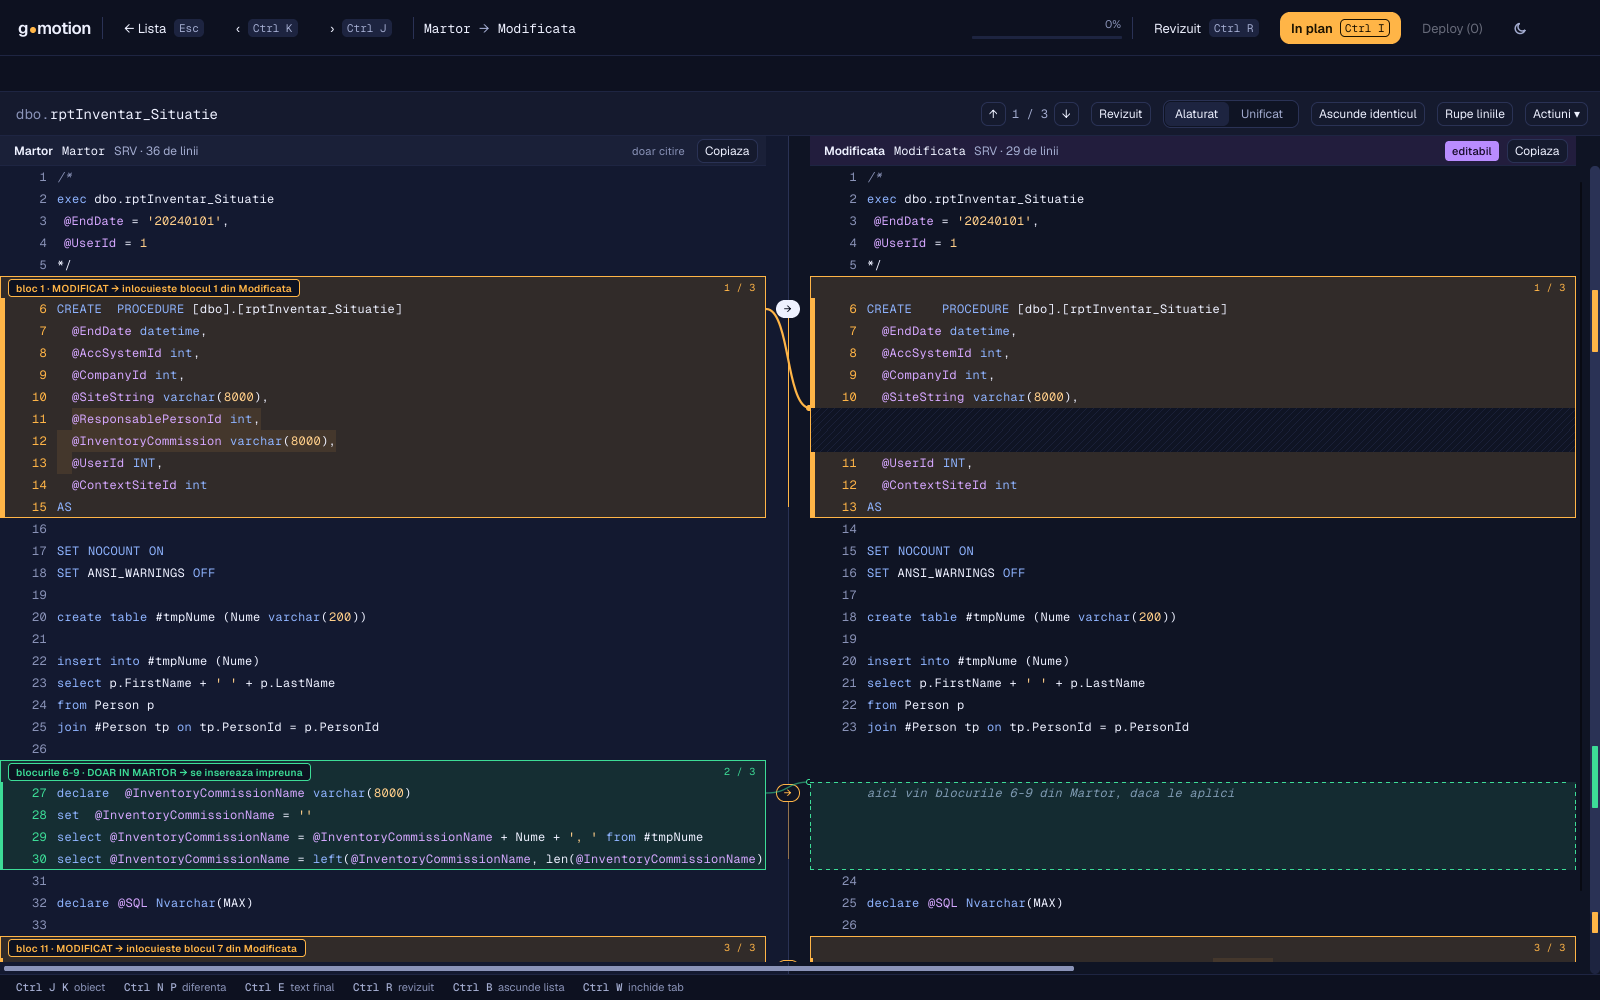 g•motion
← Lista Esc ‹ Ctrl K › Ctrl J Martor → Modificata 0% Revizuit Ctrl R In plan Ctrl I Deploy (0)
dbo.rptInventar_Situatie ↑ 1 / 3 ↓ Revizuit Alaturat Unificat Ascunde identicul Rupe liniile Actiuni ▾
Martor Martor SRV · 36 de linii doar citire Copiaza
1 /*
2 exec dbo.rptInventar_Situatie
3 @EndDate = '20240101',
4 @UserId = 1
5 */
bloc 1 · MODIFICAT → inlocuieste blocul 1 din Modificata 1 / 3
6 CREATE  PROCEDURE [dbo].[rptInventar_Situatie]
7 @EndDate datetime,
8 @AccSystemId int,
9 @CompanyId int,
10 @SiteString varchar(8000),
11 @ResponsablePersonId int,
12 @InventoryCommission varchar(8000),
13 @UserId INT,
14 @ContextSiteId int
15 AS
16
17 SET NOCOUNT ON
18 SET ANSI_WARNINGS OFF
19
20 create table #tmpNume (Nume varchar(200))
21
22 insert into #tmpNume (Nume)
23 select p.FirstName + ' ' + p.LastName
24 from Person p
25 join #Person tp on tp.PersonId = p.PersonId
26
blocurile 6-9 · DOAR IN MARTOR → se insereaza impreuna 2 / 3
27 declare  @InventoryCommissionName varchar(8000)
28 set  @InventoryCommissionName = ''
29 select @InventoryCommissionName = @InventoryCommissionName + Nume + ', ' from #tmpNume
30 select @InventoryCommissionName = left(@InventoryCommissionName, len(@InventoryCommissionName)
31
32 declare @SQL Nvarchar(MAX)
33
bloc 11 · MODIFICAT → inlocuieste blocul 7 din Modificata 3 / 3
→
→
Modificata Modificata SRV · 29 de linii editabil Copiaza
1 /*
2 exec dbo.rptInventar_Situatie
3 @EndDate = '20240101',
4 @UserId = 1
5 */
1 / 3
6 CREATE    PROCEDURE [dbo].[rptInventar_Situatie]
7 @EndDate datetime,
8 @AccSystemId int,
9 @CompanyId int,
10 @SiteString varchar(8000),
11 @UserId INT,
12 @ContextSiteId int
13 AS
14
15 SET NOCOUNT ON
16 SET ANSI_WARNINGS OFF
17
18 create table #tmpNume (Nume varchar(200))
19
20 insert into #tmpNume (Nume)
21 select p.FirstName + ' ' + p.LastName
22 from Person p
23 join #Person tp on tp.PersonId = p.PersonId
aici vin blocurile 6-9 din Martor, daca le aplici
24
25 declare @SQL Nvarchar(MAX)
26
3 / 3
Ctrl J K obiect Ctrl N P diferenta Ctrl E text final Ctrl R revizuit Ctrl B ascunde lista Ctrl W inchide tab